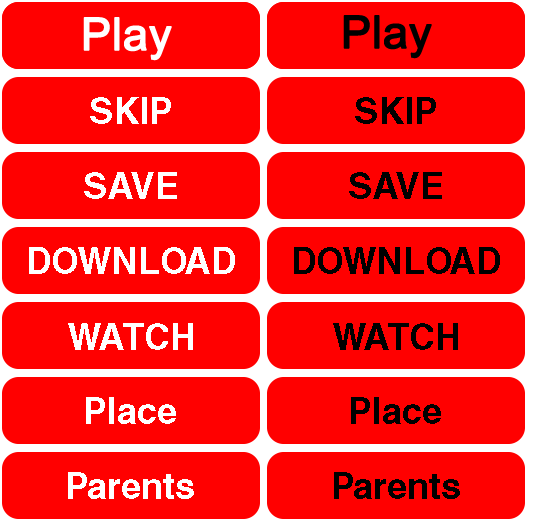 Play Play
SKIP SKIP
SAVE SAVE
DOWNLOAD DOWNLOAD
WATCH WATCH
Place Place
Parents Parents